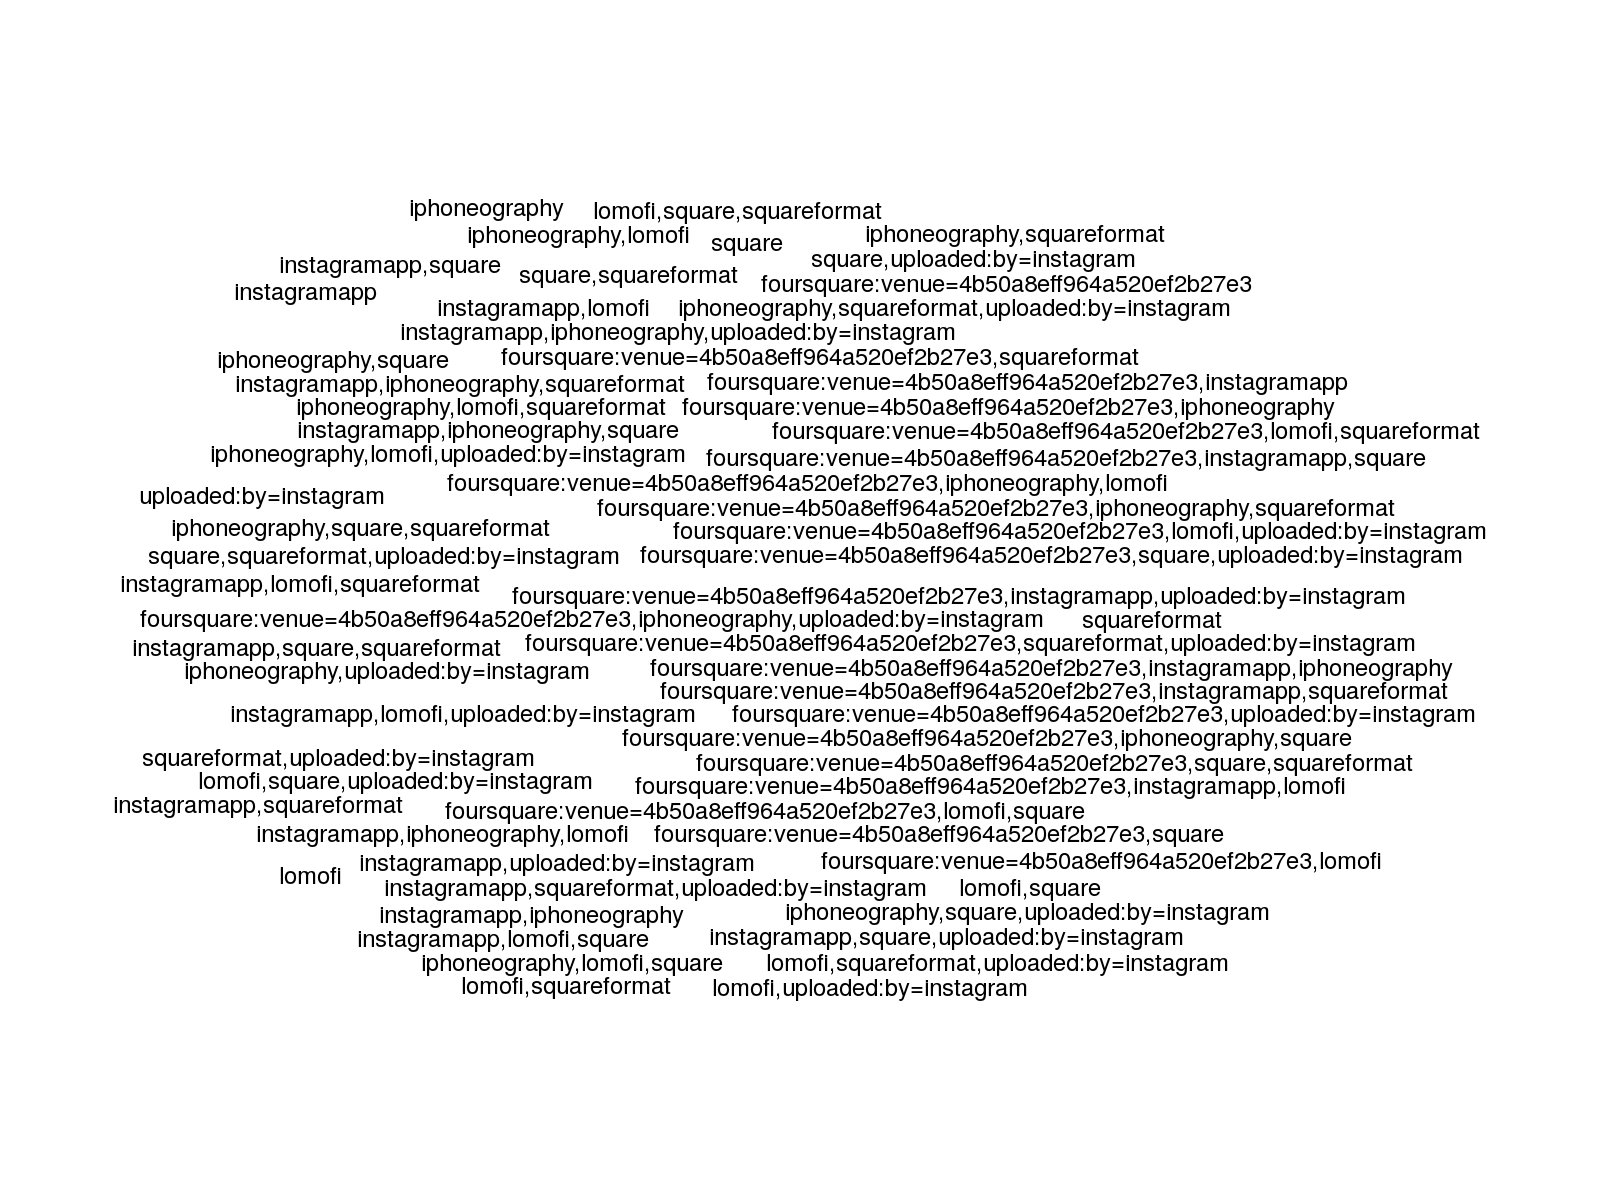 iphoneography lomofi,square,squareformat
iphoneography,lomofi square iphoneography,squareformat
instagramapp,square square,squareformat square,uploaded:by=instagram
instagramapp foursquare:venue=4b50a8eff964a520ef2b27e3
instagramapp,lomofi iphoneography,squareformat,uploaded:by=instagram
instagramapp,iphoneography,uploaded:by=instagram
iphoneography,square foursquare:venue=4b50a8eff964a520ef2b27e3,squareformat
instagramapp,iphoneography,squareformat foursquare:venue=4b50a8eff964a520ef2b27e3,instagramapp
iphoneography,lomofi,squareformat foursquare:venue=4b50a8eff964a520ef2b27e3,iphoneography
instagramapp,iphoneography,square foursquare:venue=4b50a8eff964a520ef2b27e3,lomofi,squareformat
iphoneography,lomofi,uploaded:by=instagram foursquare:venue=4b50a8eff964a520ef2b27e3,instagramapp,square
foursquare:venue=4b50a8eff964a520ef2b27e3,iphoneography,lomofi
uploaded:by=instagram foursquare:venue=4b50a8eff964a520ef2b27e3,iphoneography,squareformat
iphoneography,square,squareformat foursquare:venue=4b50a8eff964a520ef2b27e3,lomofi,uploaded:by=instagram
square,squareformat,uploaded:by=instagram foursquare:venue=4b50a8eff964a520ef2b27e3,square,uploaded:by=instagram
instagramapp,lomofi,squareformat foursquare:venue=4b50a8eff964a520ef2b27e3,instagramapp,uploaded:by=instagram
foursquare:venue=4b50a8eff964a520ef2b27e3,iphoneography,uploaded:by=instagram squareformat
instagramapp,square,squareformat foursquare:venue=4b50a8eff964a520ef2b27e3,squareformat,uploaded:by=instagram
iphoneography,uploaded:by=instagram foursquare:venue=4b50a8eff964a520ef2b27e3,instagramapp,iphoneography
foursquare:venue=4b50a8eff964a520ef2b27e3,instagramapp,squareformat
instagramapp,lomofi,uploaded:by=instagram foursquare:venue=4b50a8eff964a520ef2b27e3,uploaded:by=instagram
foursquare:venue=4b50a8eff964a520ef2b27e3,iphoneography,square
squareformat,uploaded:by=instagram foursquare:venue=4b50a8eff964a520ef2b27e3,square,squareformat
lomofi,square,uploaded:by=instagram foursquare:venue=4b50a8eff964a520ef2b27e3,instagramapp,lomofi
instagramapp,squareformat foursquare:venue=4b50a8eff964a520ef2b27e3,lomofi,square
instagramapp,iphoneography,lomofi foursquare:venue=4b50a8eff964a520ef2b27e3,square
lomofi instagramapp,uploaded:by=instagram foursquare:venue=4b50a8eff964a520ef2b27e3,lomofi
instagramapp,squareformat,uploaded:by=instagram lomofi,square
instagramapp,iphoneography iphoneography,square,uploaded:by=instagram
instagramapp,lomofi,square instagramapp,square,uploaded:by=instagram
iphoneography,lomofi,square lomofi,squareformat,uploaded:by=instagram
lomofi,squareformat lomofi,uploaded:by=instagram